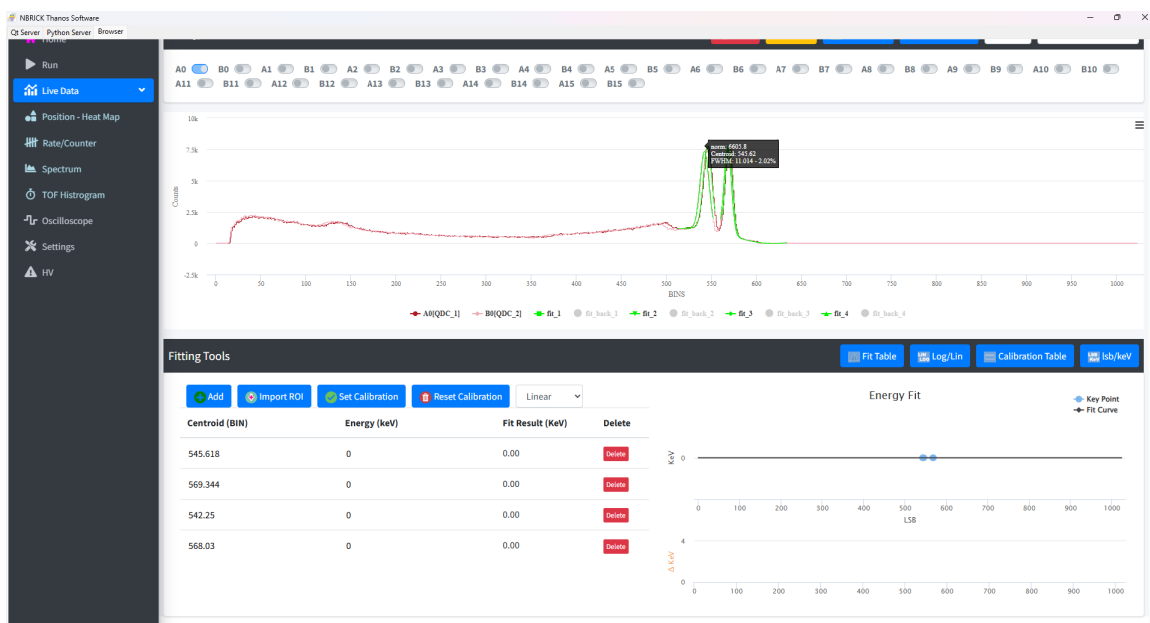 NBRICK Thanos Software
Qt Server Python Server Browser
Home
Run
Live Data
Position - Heat Map
Rate/Counter
Spectrum
TOF Histrogram
Oscilloscope
Settings
HV
A0 B0 A1 B1 A2 B2 A3 B3 A4 B4 A5 B5 A6 B6 A7 B7 A8 B8 A9 B9 A10 B10
A11 B11 A12 B12 A13 B13 A14 B14 A15 B15
10k
7.5k
5k
2.5k
0
-2.5k
Counts
norm: 6605.8
Centroid: 545.62
FWHM: 11.014 - 2.02%
0 50 100 150 200 250 300 350 400 450 500 550 600 650 700 750 800 850 900 950 1000
BINS
A0[QDC_1] B0[QDC_2] fit_1 fit_back_1 fit_2 fit_back_2 fit_3 fit_back_3 fit_4 fit_back_4
Fitting Tools
Fit Table Log/Lin Calibration Table lsb/keV
Add Import ROI Set Calibration Reset Calibration Linear
Centroid (BIN) Energy (keV) Fit Result (KeV) Delete
545.618 0 0.00 Delete
569.344 0 0.00 Delete
542.25 0 0.00 Delete
568.03 0 0.00 Delete
Energy Fit
Key Point
Fit Curve
KeV
0
0 100 200 300 400 500 600 700 800 900 1000
LSB
4
Δ KeV
0
0 100 200 300 400 500 600 700 800 900 1000